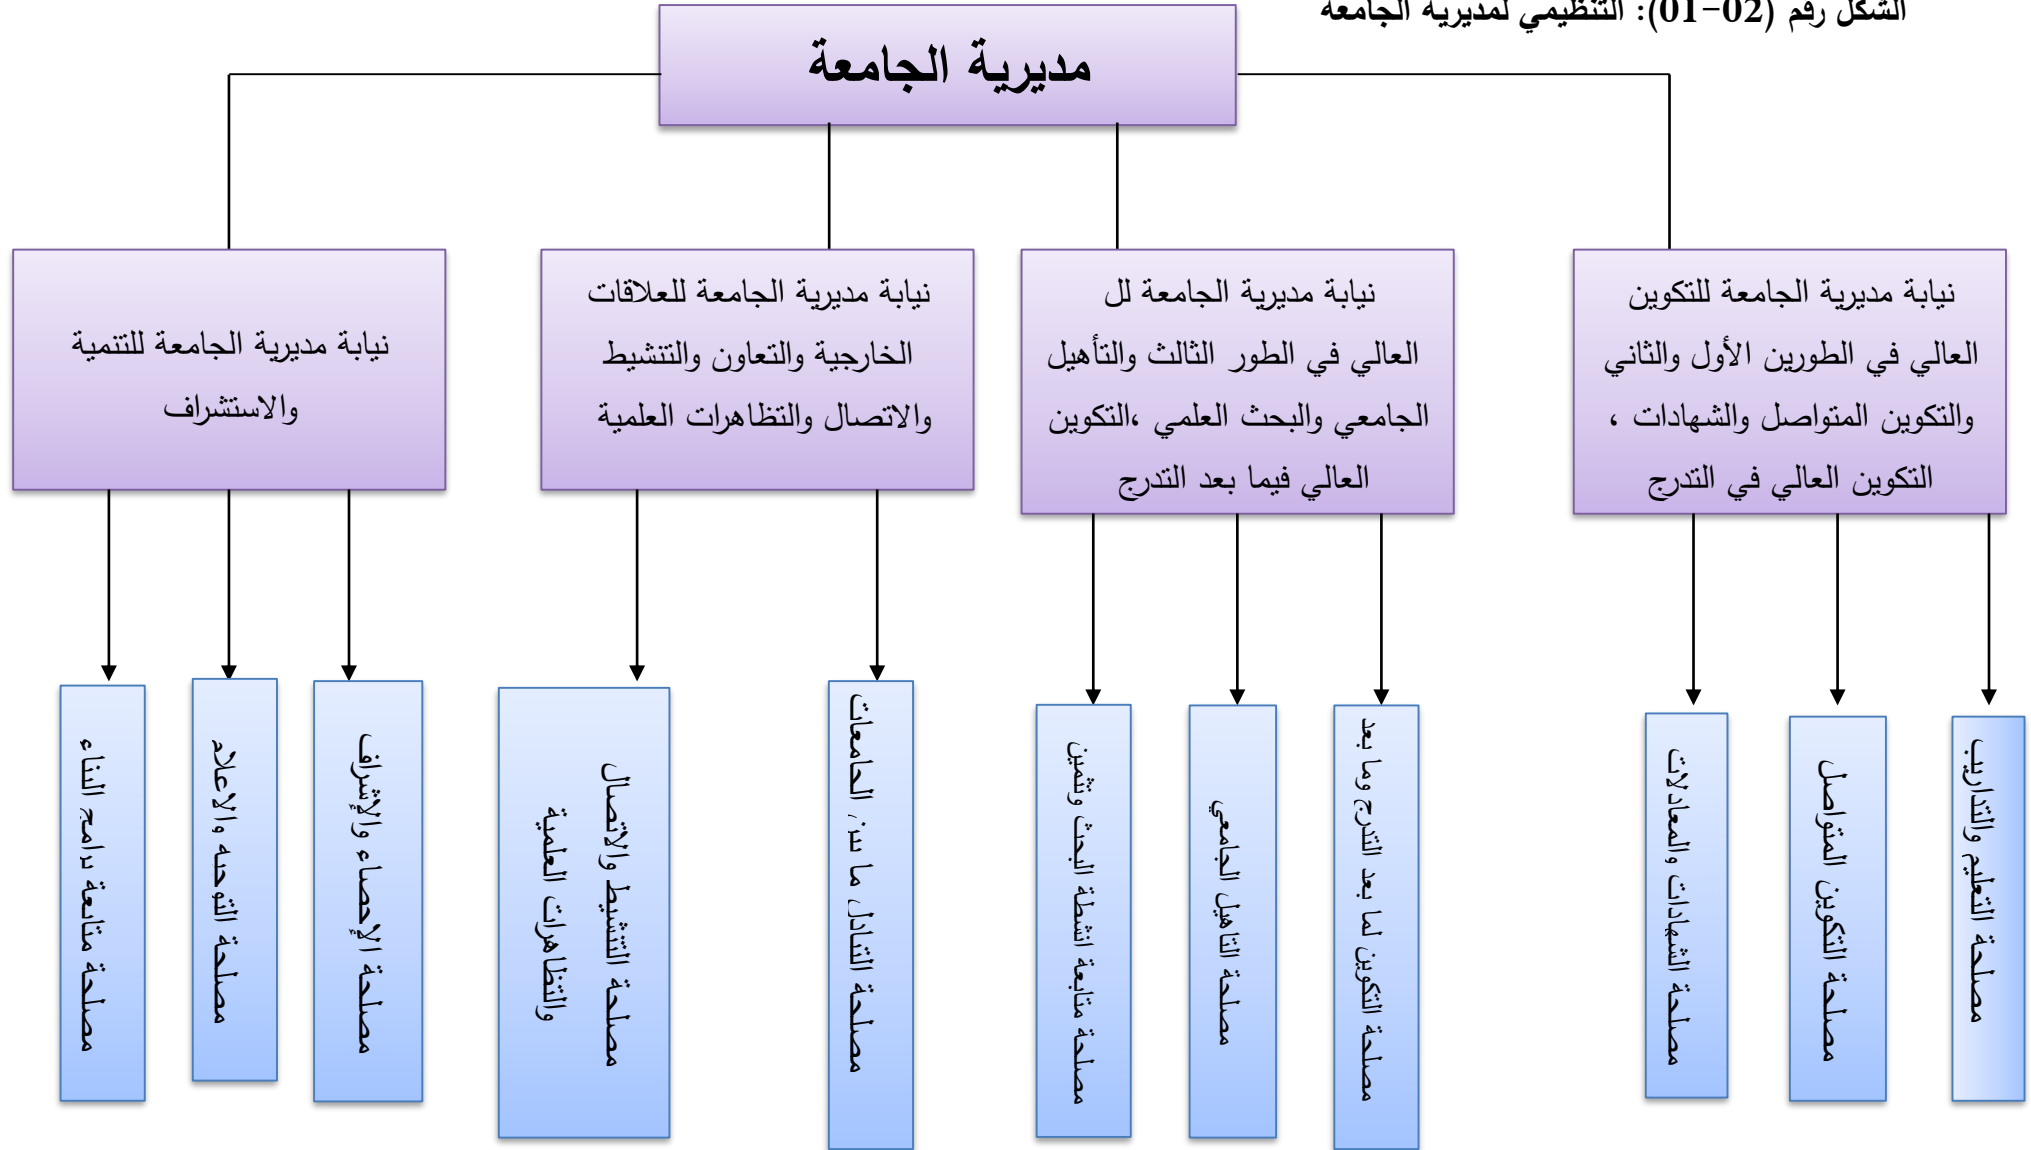 الشكل رقم (02-01): التنظيمي لمديرية الجامعة
مديرية الجامعة
نيابة مديرية الجامعة للتكوين
العالي في الطورين الأول والثاني
والتكوين المتواصل والشهادات ،
التكوين العالي في التدرج
نيابة مديرية الجامعة لل
العالي في الطور الثالث والتأهيل
الجامعي والبحث العلمي ،التكوين
العالي فيما بعد التدرج
نيابة مديرية الجامعة للعلاقات
الخارجية والتعاون والتنشيط
والاتصال والتظاهرات العلمية
نيابة مديرية الجامعة للتنمية
والاستشراف
مصلحة التعليم والتداريب
مصلحة التكوين المتواصل
مصلحة الشهادات والمعادلات
مصلحة التكوين لما بعد التدرج وما بعد
مصلحة التاهيل الجامعي
مصلحة متابعة انشطة البحث وتثمين
مصلحة التبادل ما بين الجامعات
مصلحة التنشيط والاتصال
والتظاهرات العلمية
مصلحة الإحصاء والإشراف
مصلحة التوجيه والاعلام
مصلحة متابعة برامج البناء